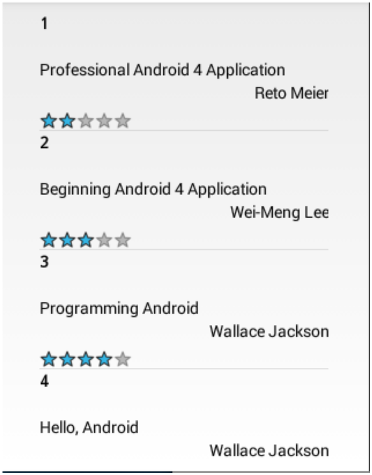 1
Professional Android 4 Application
Reto Meier
2
Beginning Android 4 Application
Wei-Meng Lee
3
Programming Android
Wallace Jackson
4
Hello, Android
Wallace Jackson